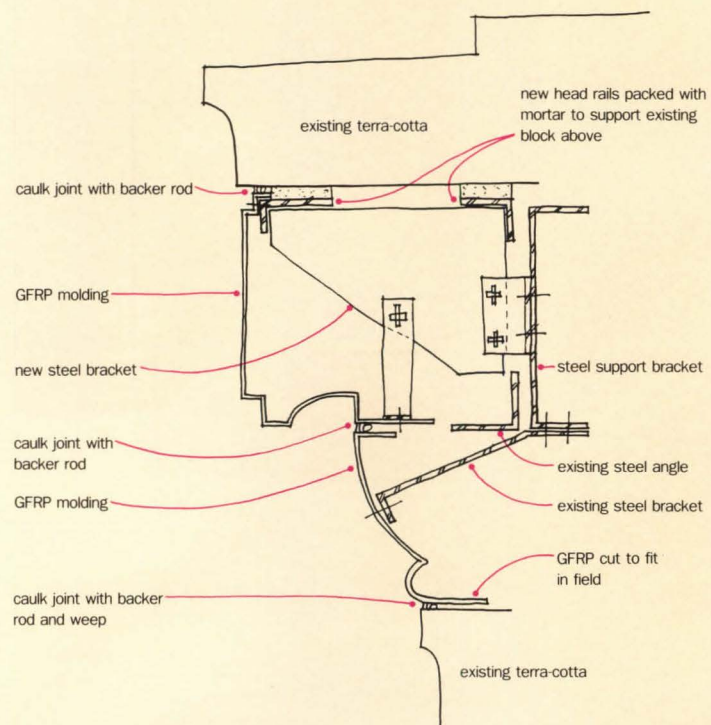 existing terra-cotta
new head rails packed with
mortar to support existing
block above
caulk joint with backer rod
GFRP molding
new steel bracket
steel support bracket
caulk joint with
backer rod
existing steel angle
GFRP molding
existing steel bracket
GFRP cut to fit
in field
caulk joint with backer
rod and weep
existing terra-cotta